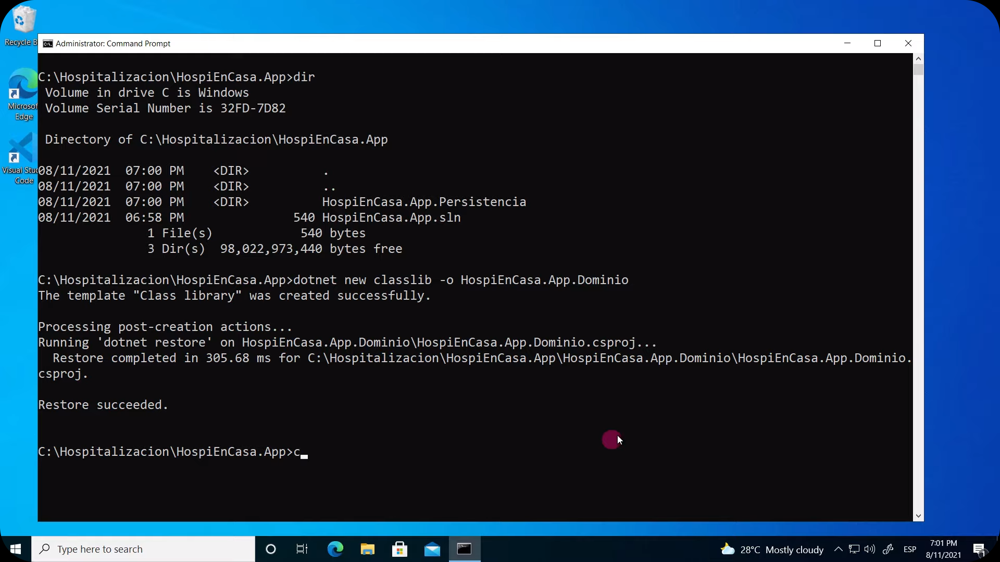 Recycle B
Microsof
Edge
Visual Stuc
Code
Administrator: Command Prompt
C:\Hospitalizacion\HospiEnCasa.App>dir
Volume in drive C is Windows
Volume Serial Number is 32FD-7D82
Directory of C:\Hospitalizacion\HospiEnCasa.App
08/11/2021  07:00 PM    <DIR>          .
08/11/2021  07:00 PM    <DIR>          ..
08/11/2021  07:00 PM    <DIR>          HospiEnCasa.App.Persistencia
08/11/2021  06:58 PM               540 HospiEnCasa.App.sln
1 File(s)            540 bytes
3 Dir(s)  98,022,973,440 bytes free
C:\Hospitalizacion\HospiEnCasa.App>dotnet new classlib -o HospiEnCasa.App.Dominio
The template "Class library" was created successfully.
Processing post-creation actions...
Running 'dotnet restore' on HospiEnCasa.App.Dominio\HospiEnCasa.App.Dominio.csproj...
Restore completed in 305.68 ms for C:\Hospitalizacion\HospiEnCasa.App\HospiEnCasa.App.Dominio\HospiEnCasa.App.Dominio.
csproj.
Restore succeeded.
C:\Hospitalizacion\HospiEnCasa.App>c
Type here to search
28°C Mostly cloudy
ESP
7:01 PM
8/11/2021
1